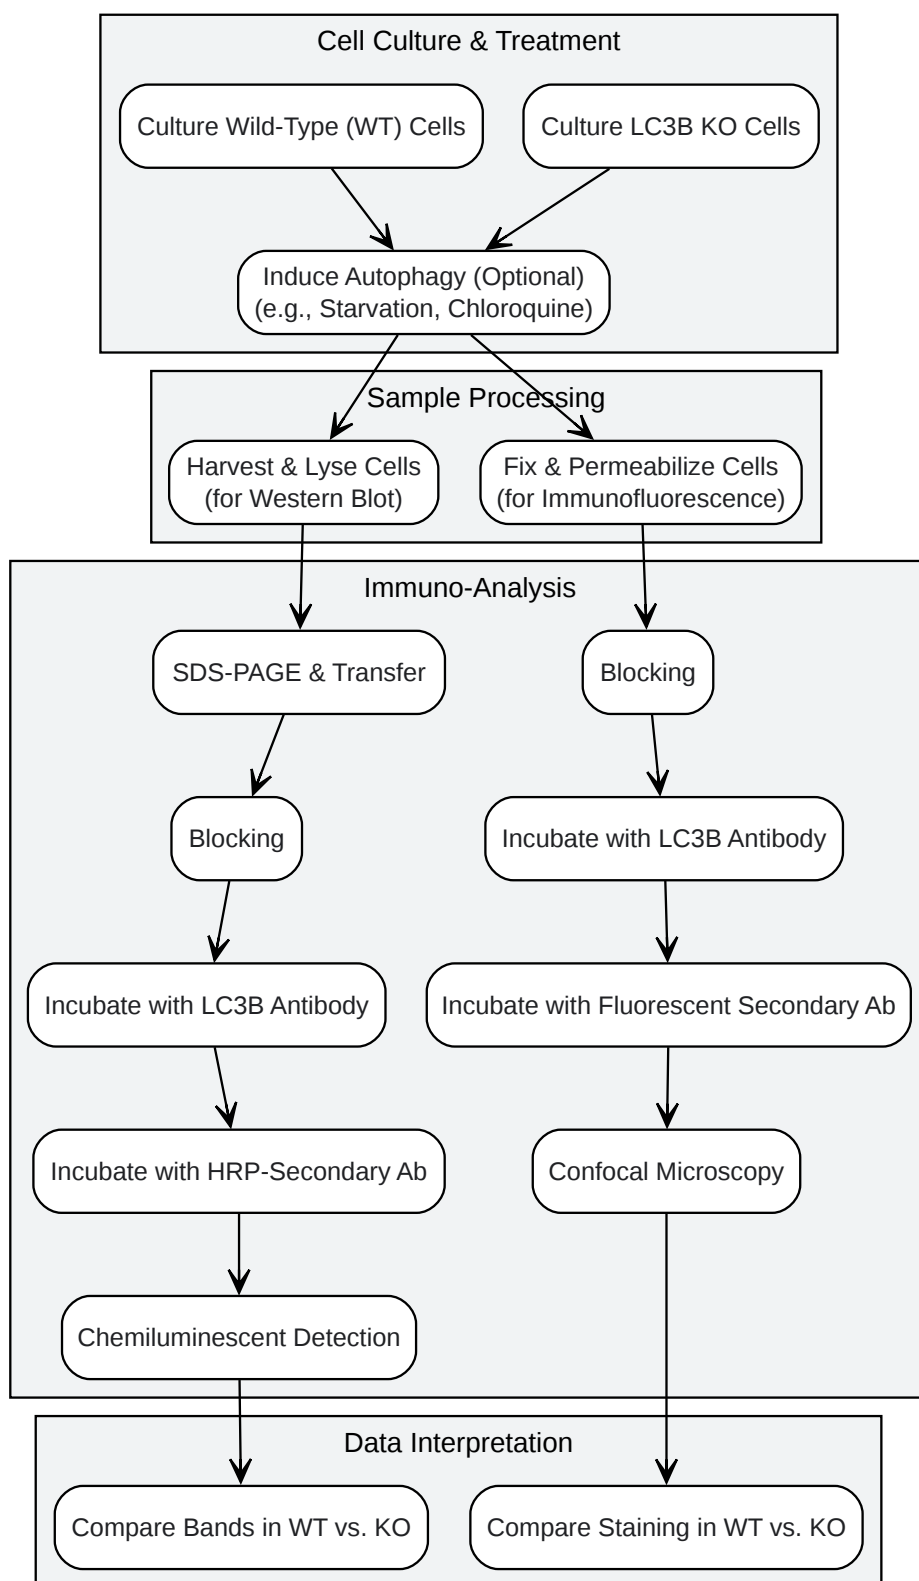 Cell Culture & Treatment
Culture Wild-Type (WT) Cells
Culture LC3B KO Cells
Induce Autophagy (Optional)
(e.g., Starvation, Chloroquine)
Sample Processing
Harvest & Lyse Cells
(for Western Blot)
Fix & Permeabilize Cells
(for Immunofluorescence)
Immuno-Analysis
SDS-PAGE & Transfer
Blocking
Blocking
Incubate with LC3B Antibody
Incubate with LC3B Antibody
Incubate with Fluorescent Secondary Ab
Incubate with HRP-Secondary Ab
Confocal Microscopy
Chemiluminescent Detection
Data Interpretation
Compare Bands in WT vs. KO
Compare Staining in WT vs. KO